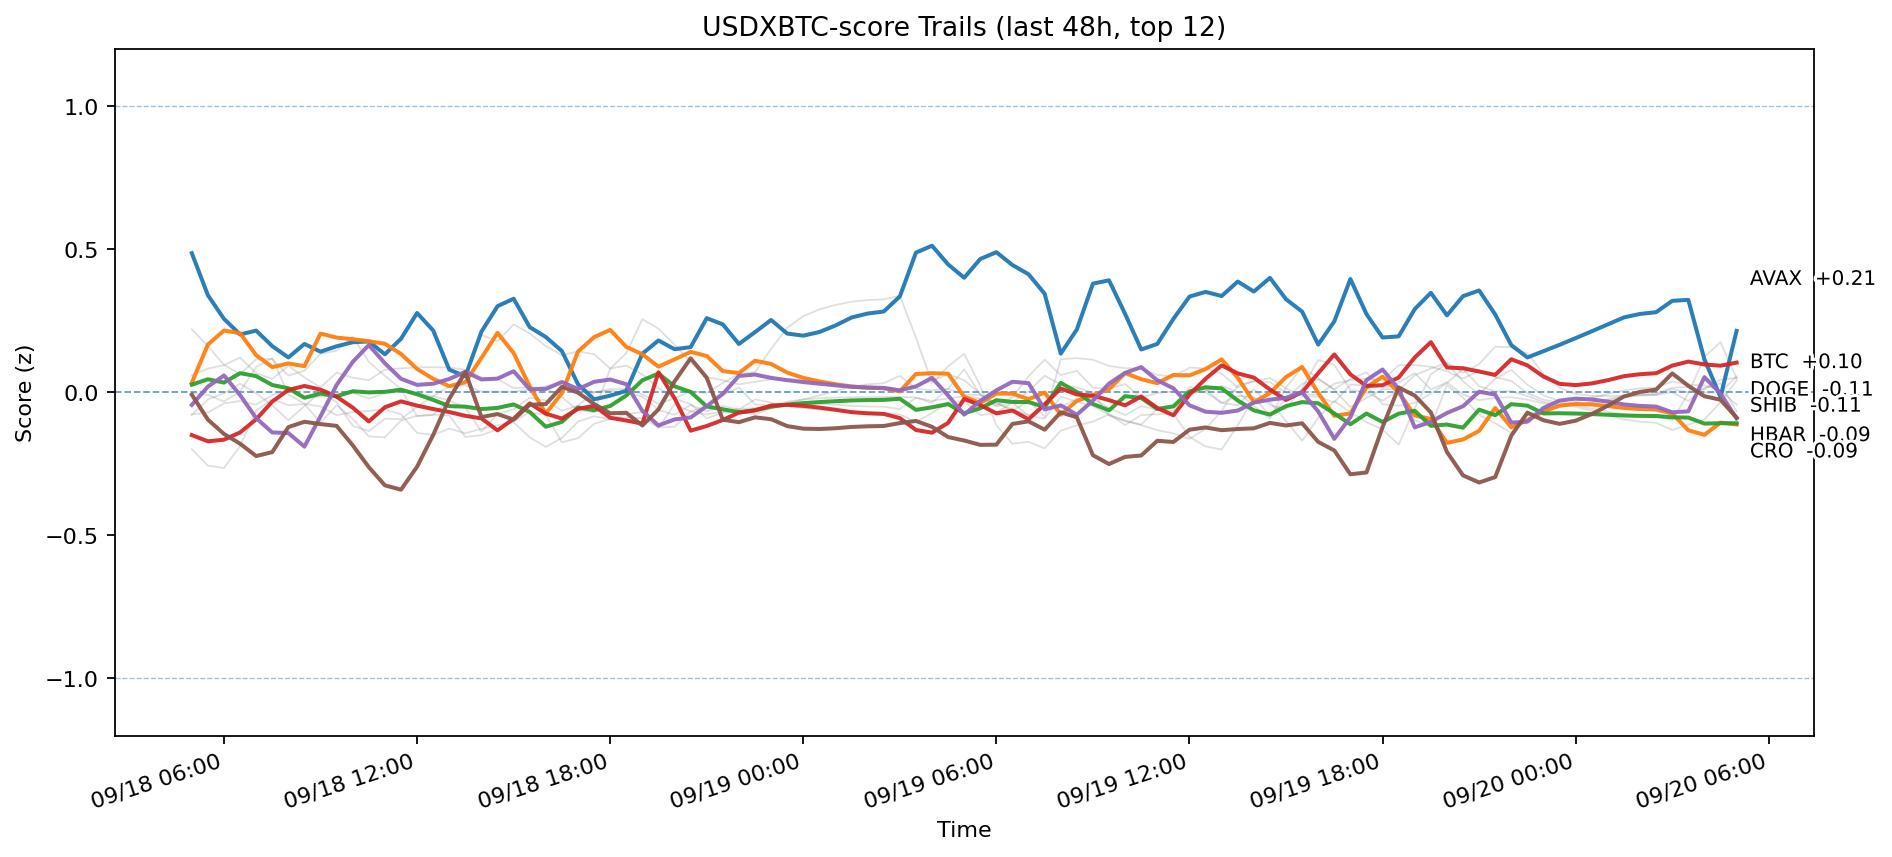 USDXBTC-score Trails (last 48h, top 12)
Score (z)
1.0
0.5
0.0
−0.5
−1.0
AVAX +0.21
BTC +0.10
DOGE -0.11
SHIB -0.11
HBAR -0.09
CRO -0.09
09/18 06:00
09/18 12:00
09/18 18:00
09/19 00:00
09/19 06:00
09/19 12:00
09/19 18:00
09/20 00:00
09/20 06:00
Time